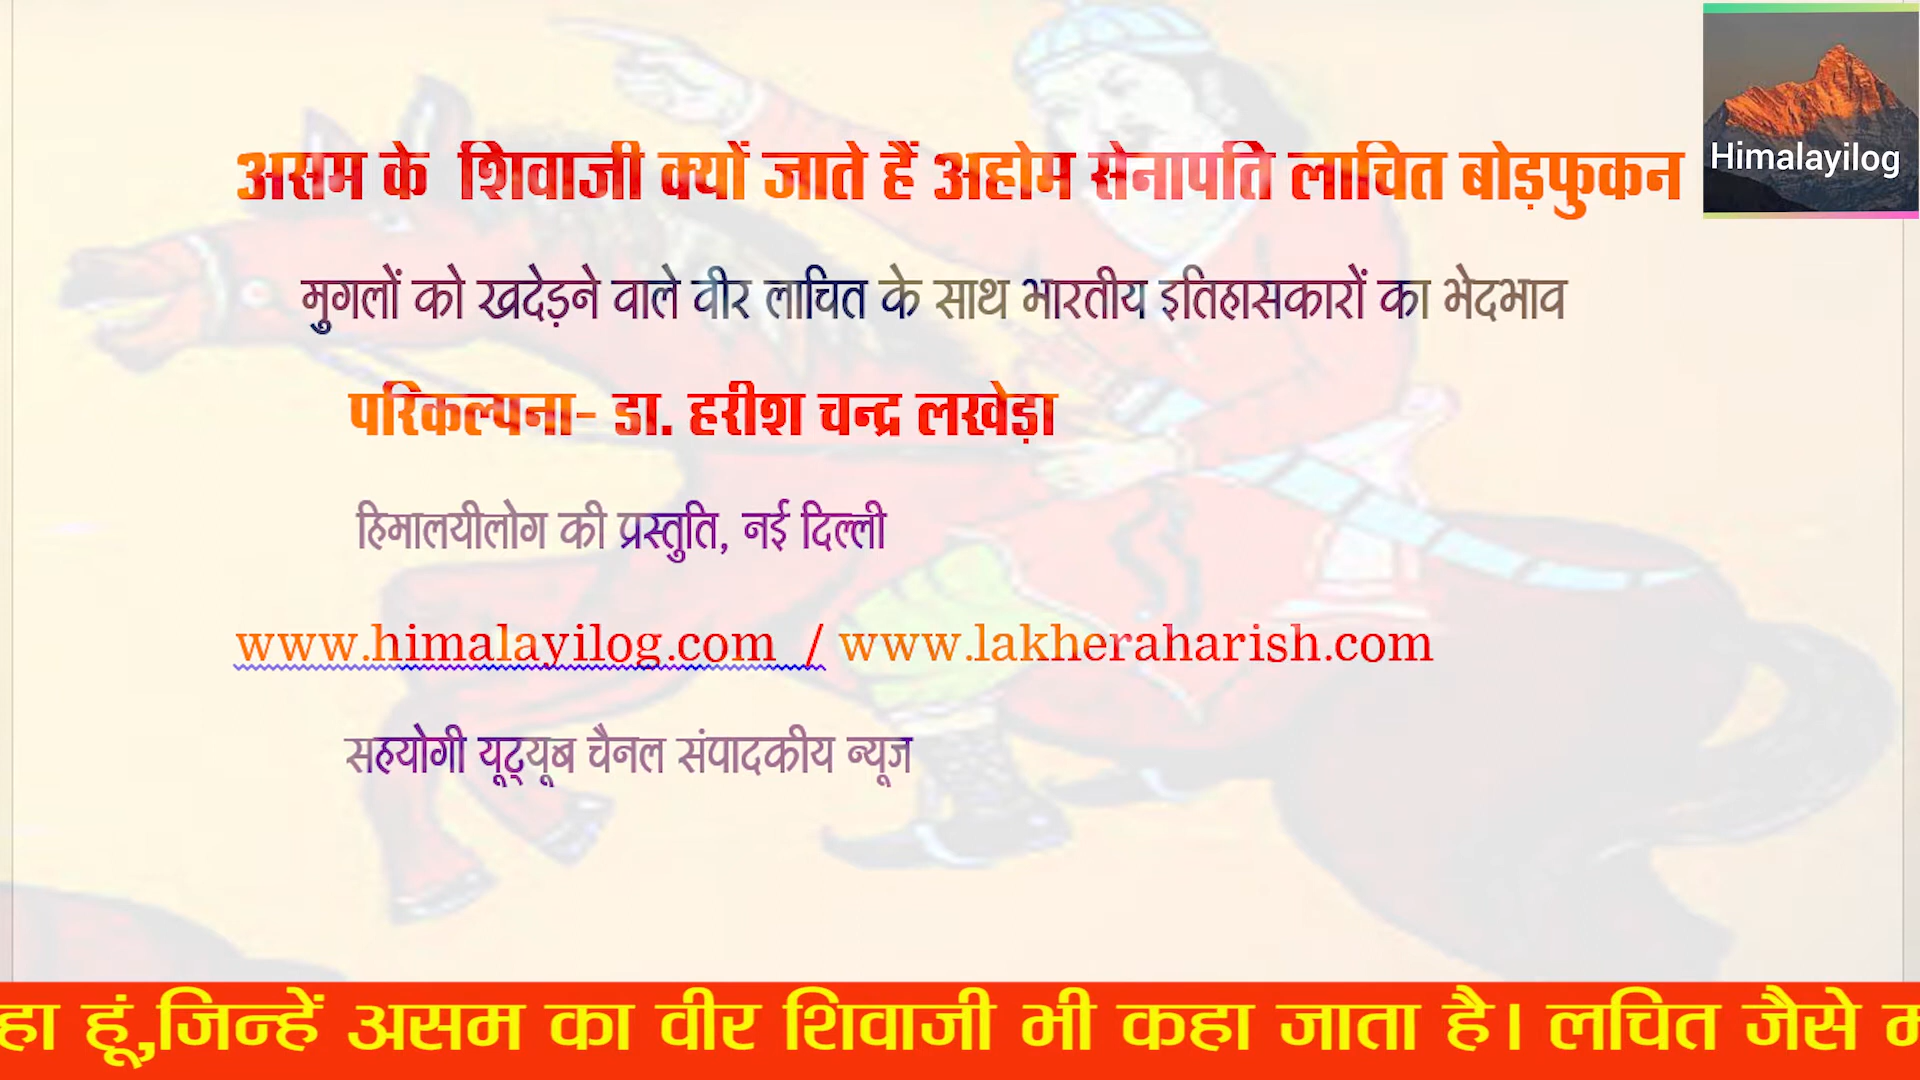 Himalayilog
असम के शिवाजी क्यों जाते हैं अहोम सेनापति लाचित बोड़फुकन
मुगलों को खदेड़ने वाले वीर लाचित के साथ भारतीय इतिहासकारों का भेदभाव
परिकल्पना- डा. हरीश चन्द्र लखेड़ा
हिमालयीलोग की प्रस्तुति, नई दिल्ली
www.himalayilog.com / www.lakheraharish.com
सहयोगी यूट्यूब चैनल संपादकीय न्यूज
हा हूं,जिन्हें असम का वीर शिवाजी भी कहा जाता है। लचित जैसे म